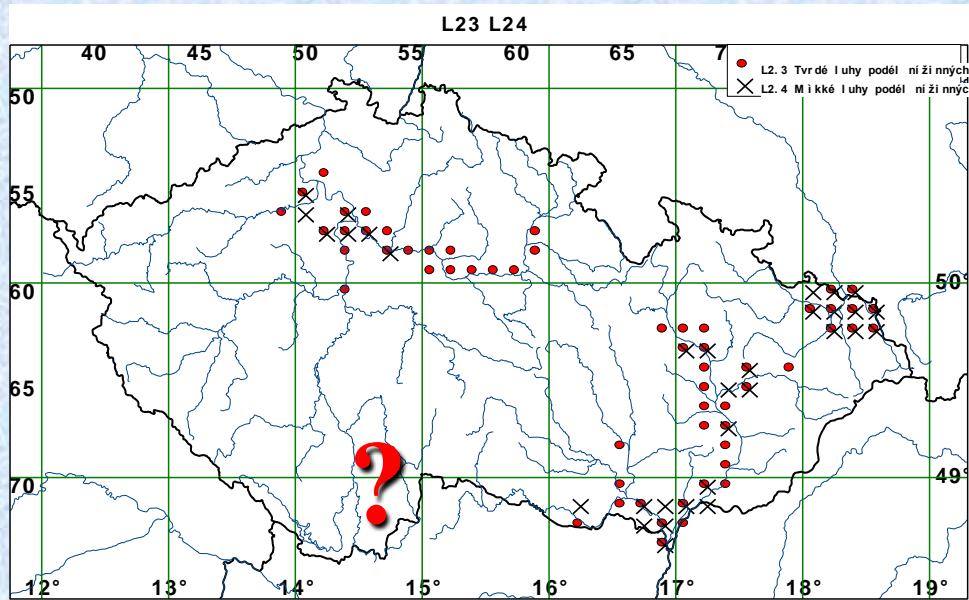 L23 L24
40 45 50 55 60 65 7
L2. 3 Tvr dé l uhy podél ní ži nných
L2. 4 M ì kké l uhy podél ní ži nnýc
50
55
60 50°
65
70 49°
?
12 13 14 15 16 17 18 19°